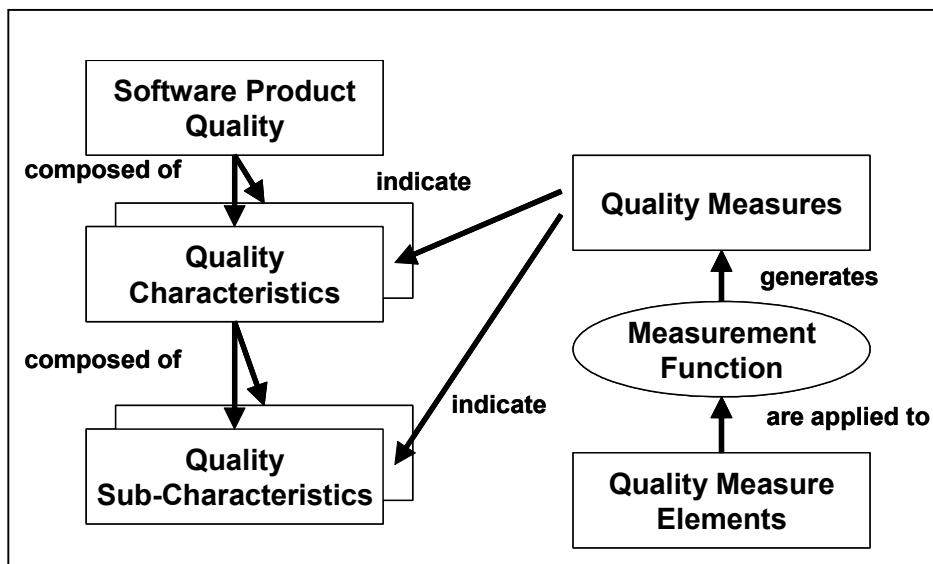 Software Product
Quality
composed of
indicate
Quality Measures
Quality
Characteristics
generates
composed of
Measurement
Function
indicate
are applied to
Quality
Sub-Characteristics
Quality Measure
Elements